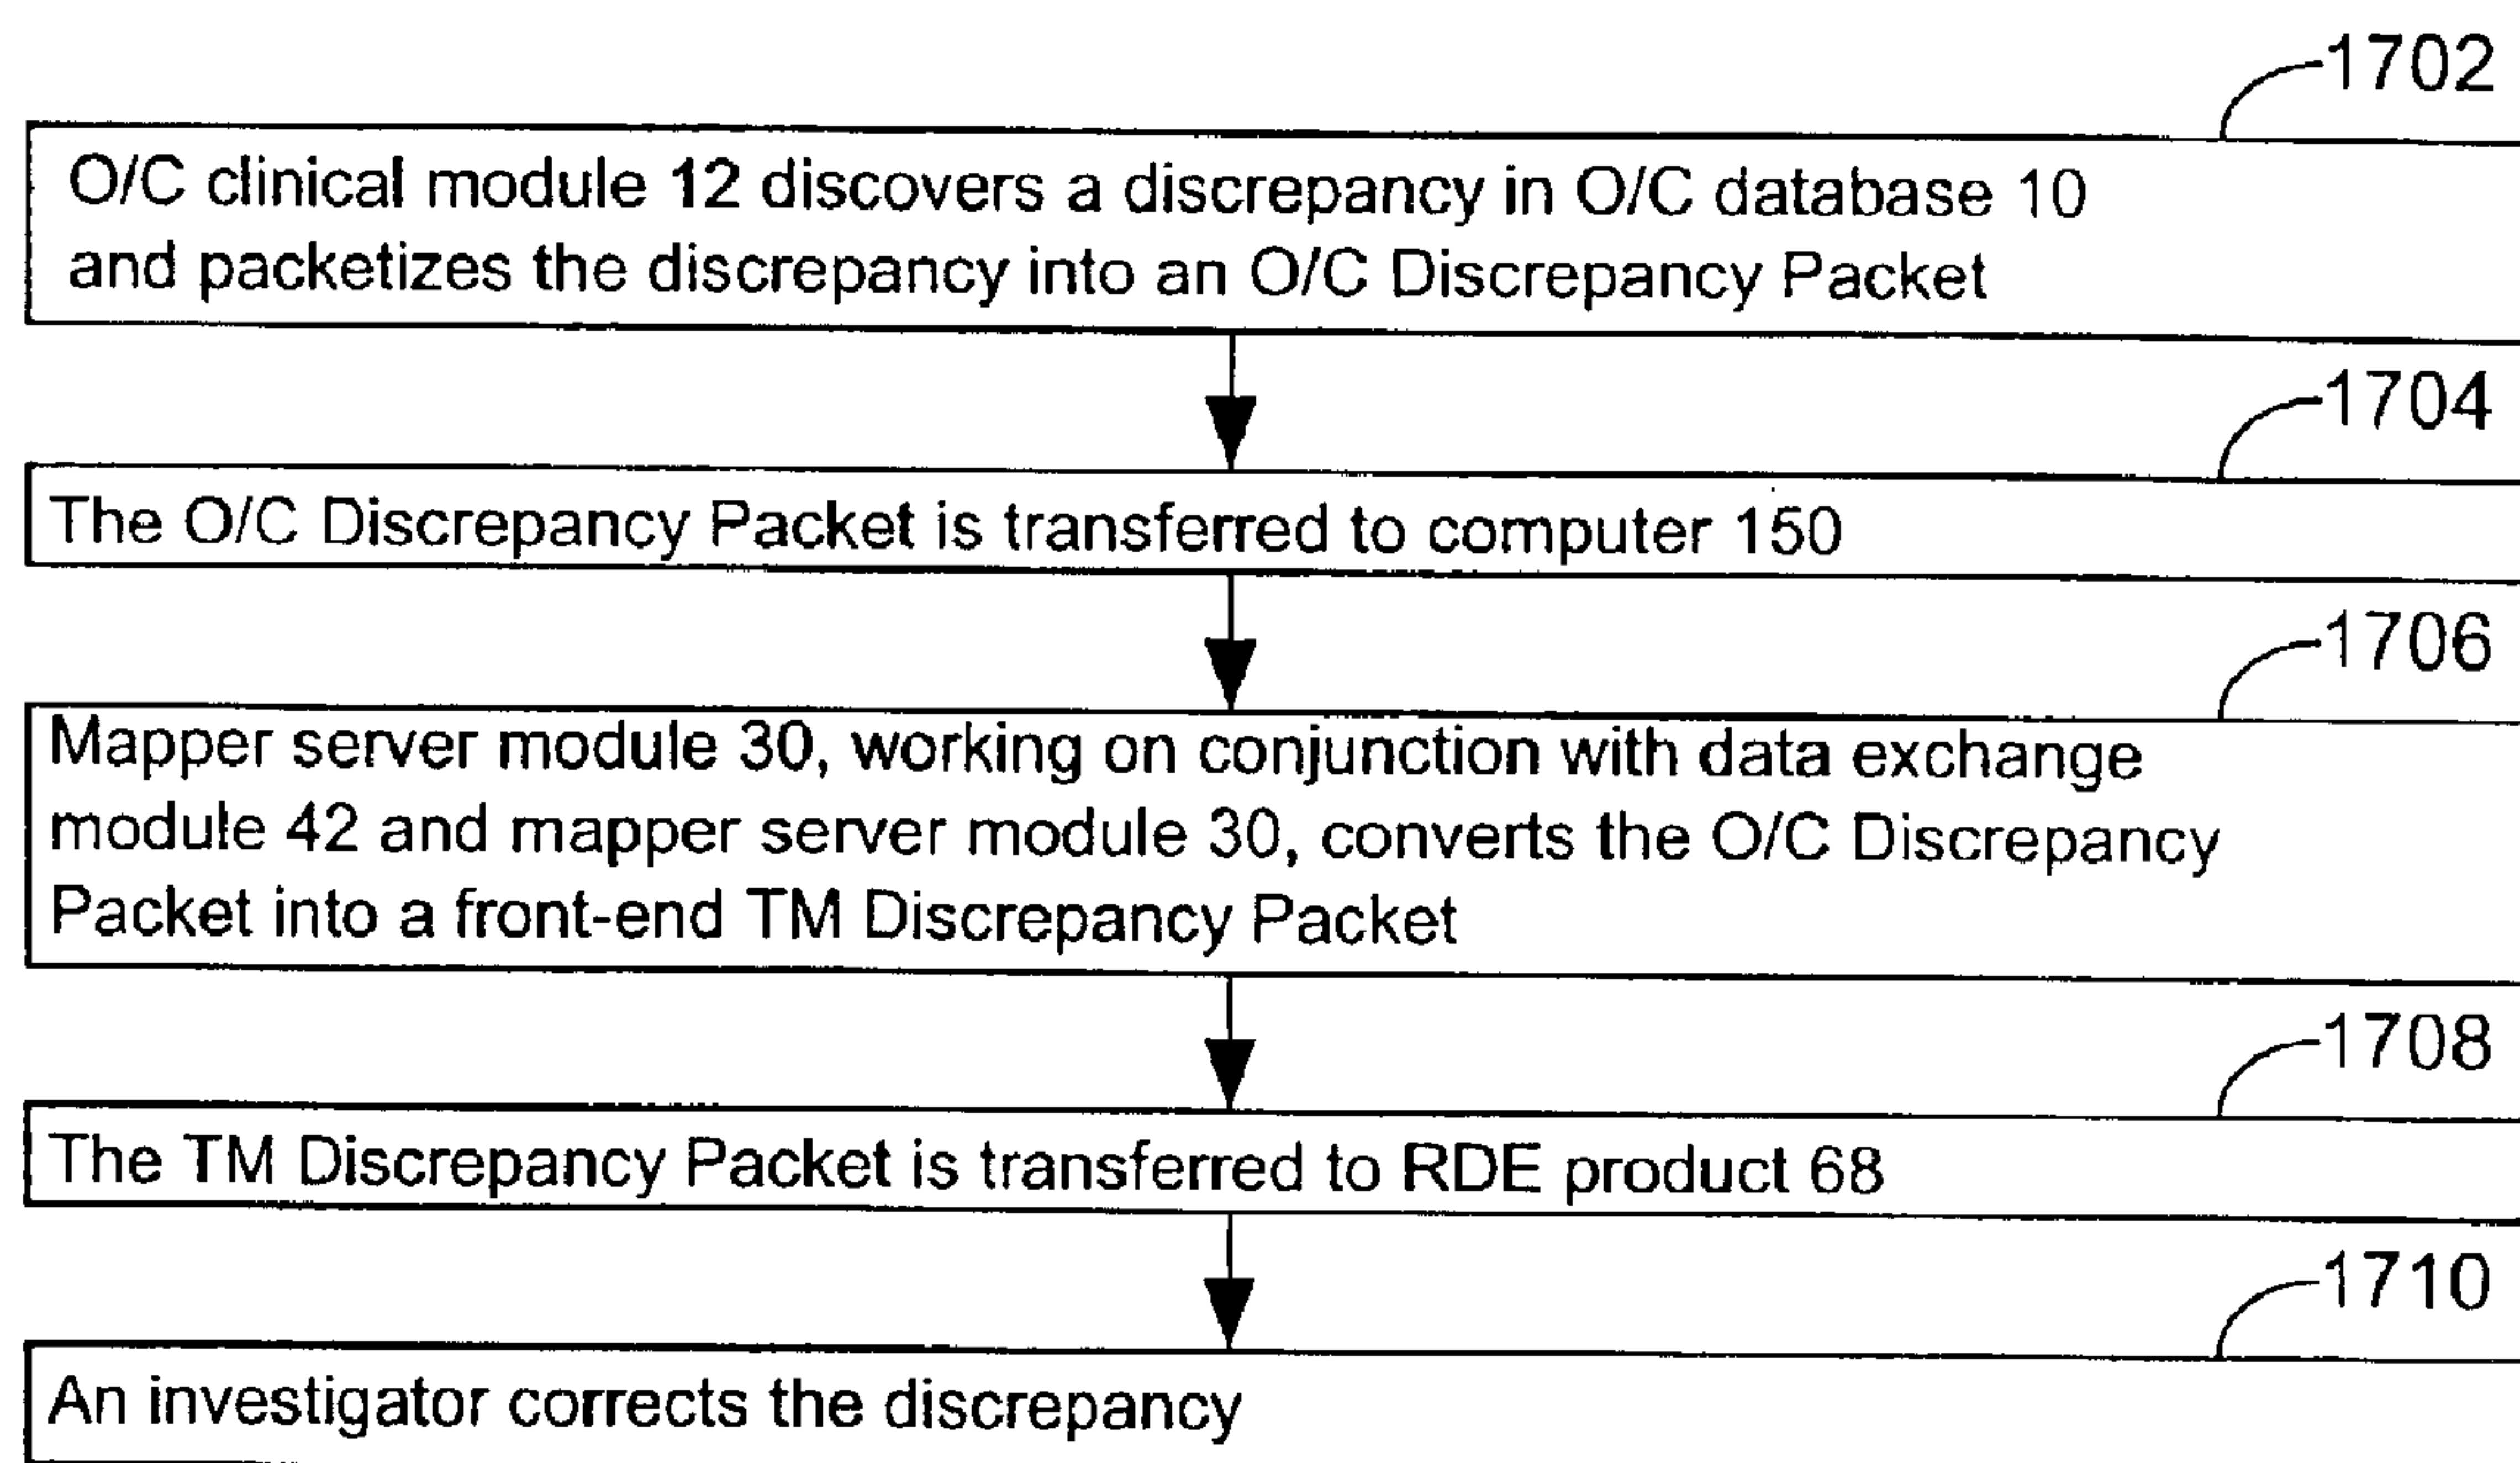 1702
O/C clinical module 12 discovers a discrepancy in O/C database 10
and packetizes the discrepancy into an O/C Discrepancy Packet
1704
The O/C Discrepancy Packet is transferred to computer 150
1706
Mapper server module 30, working on conjunction with data exchange
module 42 and mapper server module 30, converts the O/C Discrepancy
Packet into a front-end TM Discrepancy Packet
1708
The TM Discrepancy Packet is transferred to RDE product 68
1710
An investigator corrects the discrepancy